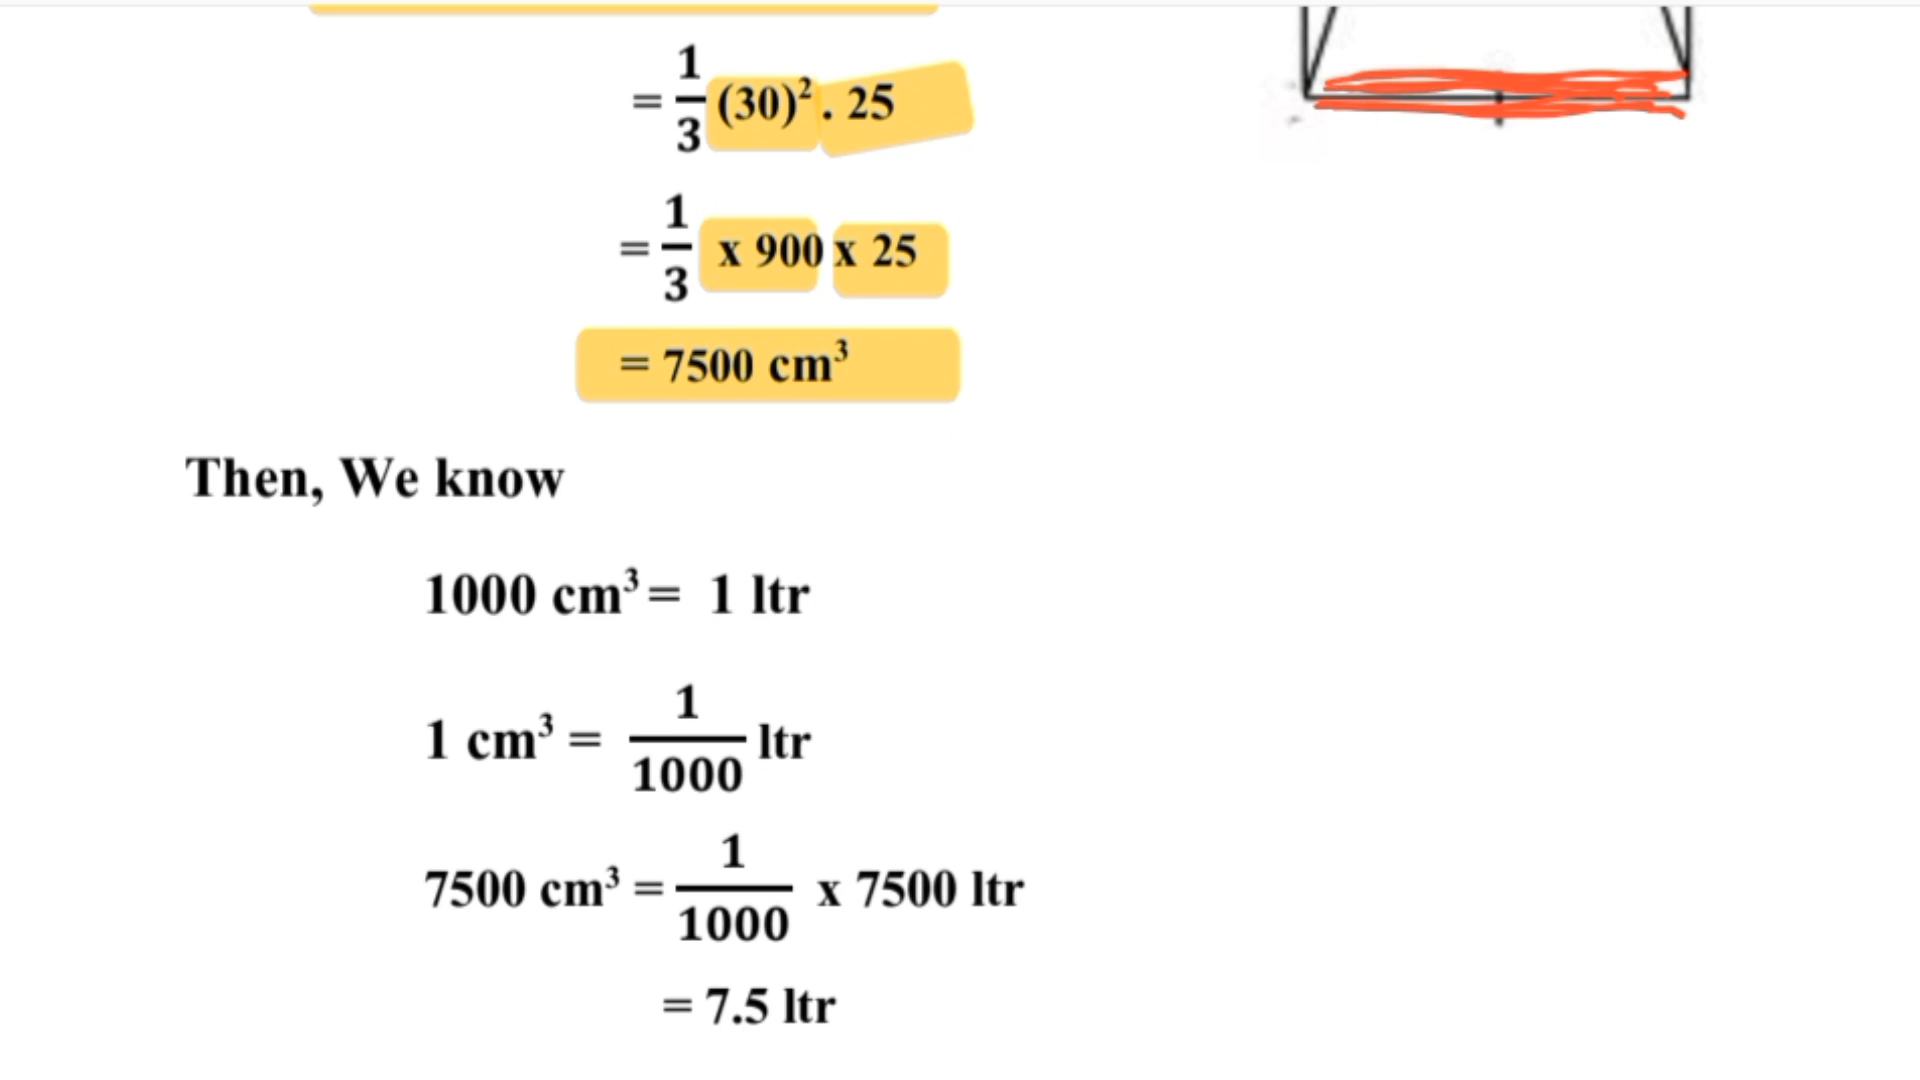 = 1/3 (30)² . 25
= 1/3 x 900 x 25
= 7500 cm³
Then, We know
1000 cm³ = 1 ltr
1 cm³ = 1/1000 ltr
7500 cm³ = 1/1000 x 7500 ltr
= 7.5 ltr